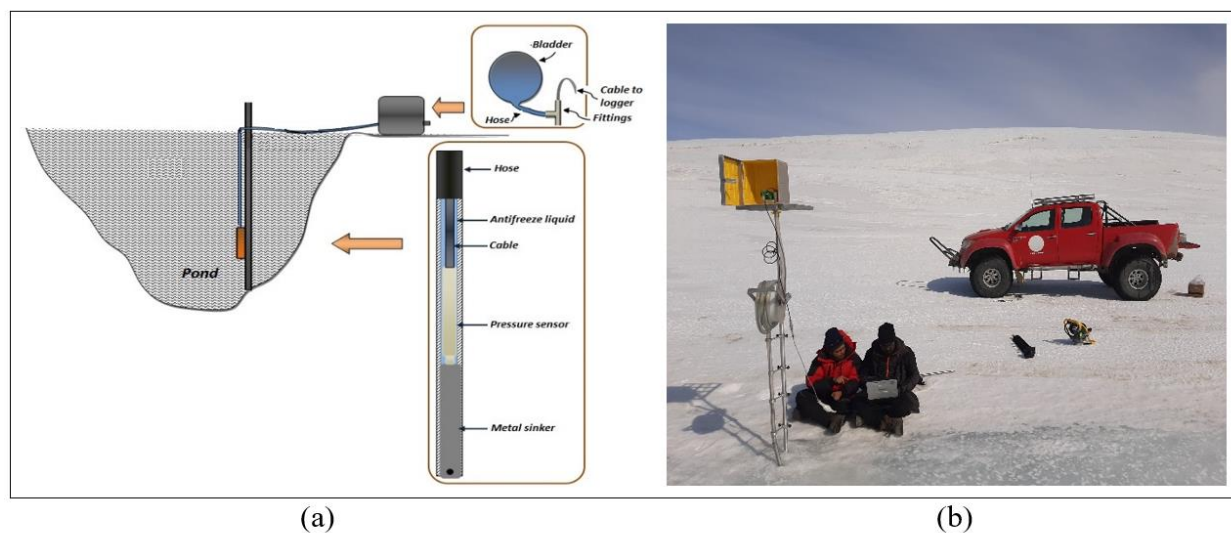 Bladder
Cable to
logger
Hose
Fittings
Hose
Antifreeze liquid
Cable
Pond
Pressure sensor
Metal sinker
(a)
(b)